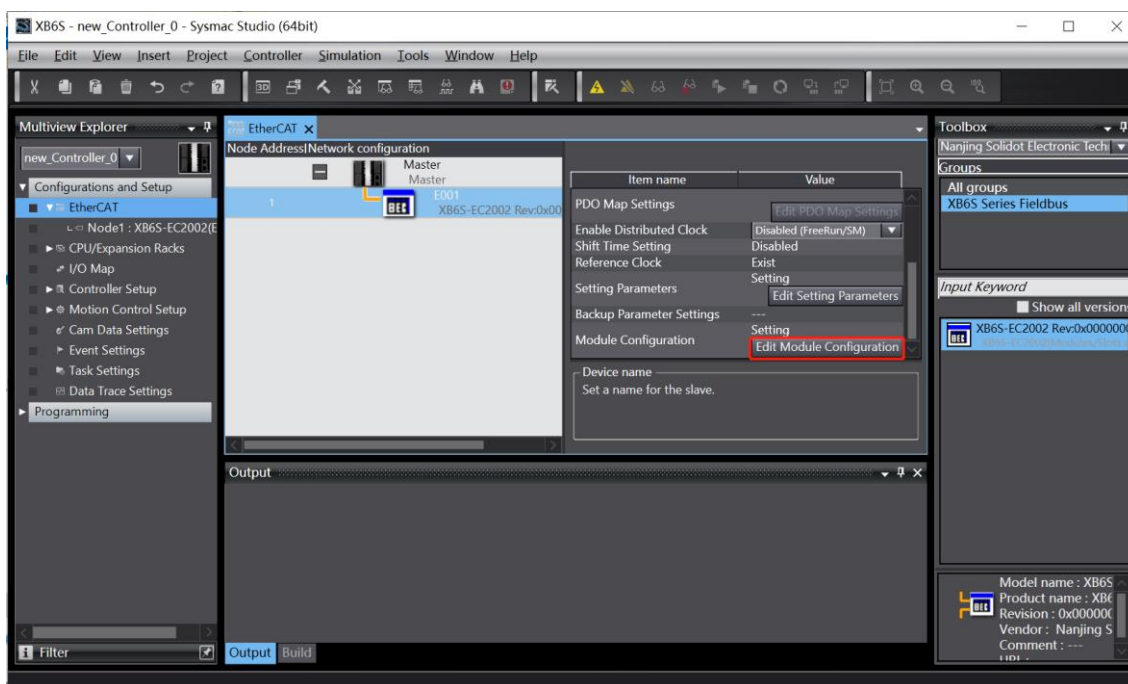 XB6S - new_Controller_0 - Sysmac Studio (64bit)
File Edit View Insert Project Controller Simulation Tools Window Help
Multiview Explorer
new_Controller_0
Configurations and Setup
EtherCAT
Node1 : XB6S-EC2002(E
CPU/Expansion Racks
I/O Map
Controller Setup
Motion Control Setup
Cam Data Settings
Event Settings
Task Settings
Data Trace Settings
Programming
Filter
EtherCAT
Node Address|Network configuration
Master
Master
1
E001
XB6S-EC2002 Rev:0x00
Item name Value
PDO Map Settings
Edit PDO Map Settings
Enable Distributed Clock Disabled (FreeRun/SM)
Shift Time Setting Disabled
Reference Clock Exist
Setting Parameters Setting
Edit Setting Parameters
Backup Parameter Settings ---
Module Configuration Setting
Edit Module Configuration
Device name
Set a name for the slave.
Output
Output Build
Toolbox
Nanjing Solidot Electronic Tech
Groups
All groups
XB6S Series Fieldbus
Input Keyword
Show all versions
XB6S-EC2002 Rev:0x000000
Model name : XB6S
Product name : XB6
Revision : 0x000000
Vendor : Nanjing S
Comment : ---